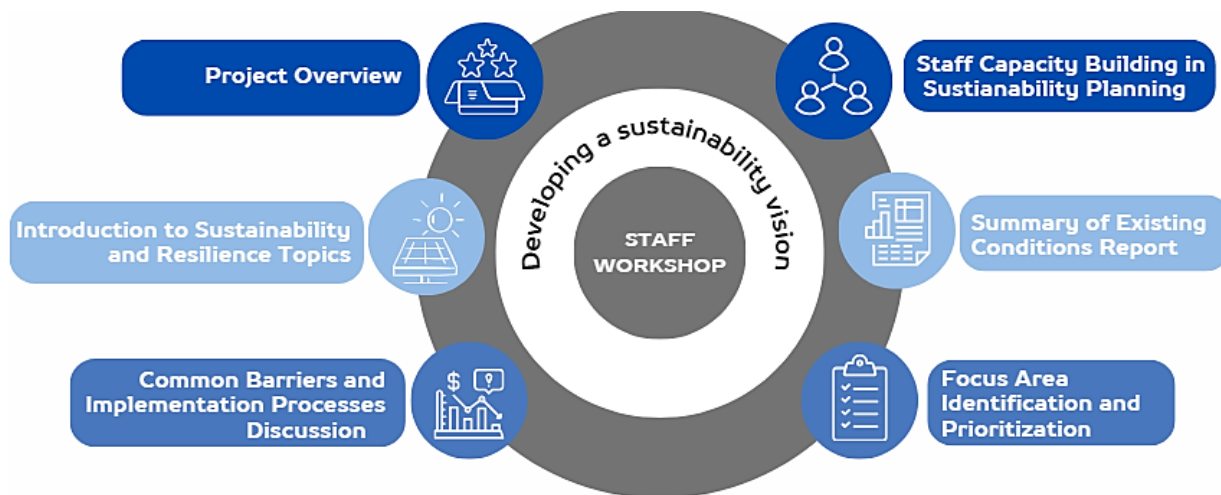 Project Overview
Staff Capacity Building in
Sustianability Planning
Developing a sustainability vision
Introduction to Sustainability
and Resilience Topics
STAFF
WORKSHOP
Summary of Existing
Conditions Report
Common Barriers and
Implementation Processes
Discussion
$
Focus Area
Identification and
Prioritization